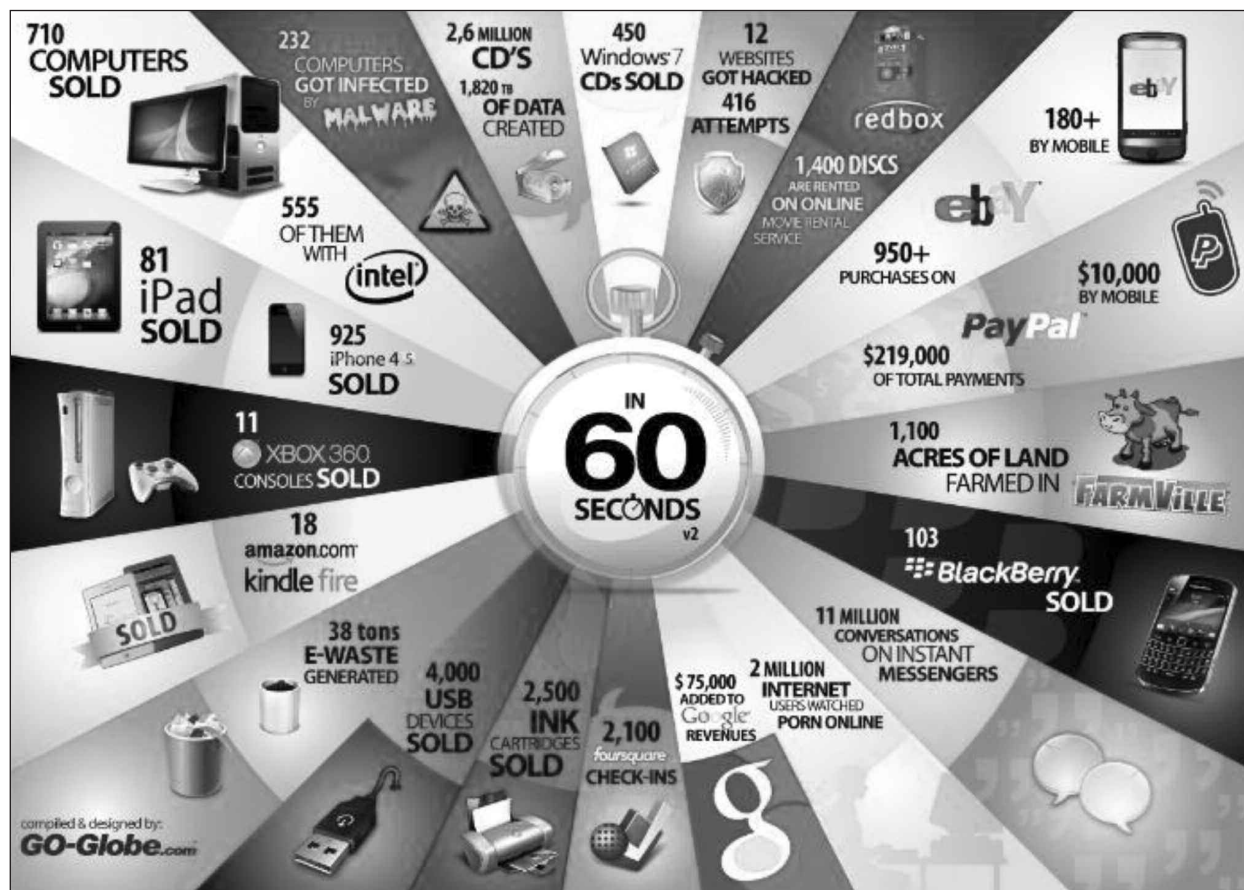 710
COMPUTERS
SOLD
555
OF THEM
WITH
intel
232
COMPUTERS
GOT INFECTED
BY
MALWARE
2,6 MILLION
CD'S
1,820 TB
OF DATA
CREATED
450
Windows 7
CDs SOLD
12
WEBSITES
GOT HACKED
416
ATTEMPTS
redbox
1,400 DISCS
ARE RENTED
ON ONLINE
MOVIE RENTAL
SERVICE
ebY
180+
BY MOBILE
ebY
950+
PURCHASES ON
$10,000
BY MOBILE
PayPal
$219,000
OF TOTAL PAYMENTS
1,100
ACRES OF LAND
FARMED IN
FARMVILLE
103
BlackBerry
SOLD
11 MILLION
CONVERSATIONS
ON INSTANT
MESSENGERS
2 MILLION
INTERNET
USERS WATCHED
PORN ONLINE
$75,000
ADDED TO
Google
REVENUES
g
2,100
foursquare
CHECK-INS
2,500
INK
CARTRIDGES
SOLD
4,000
USB
DEVICES
SOLD
38 tons
E-WASTE
GENERATED
18
amazon.com
kindle fire
SOLD
11
XBOX 360
CONSOLES SOLD
81
iPad
SOLD
925
iPhone 4 S
SOLD
IN
60
SECONDS
v2
compiled & designed by:
GO-Globe.com